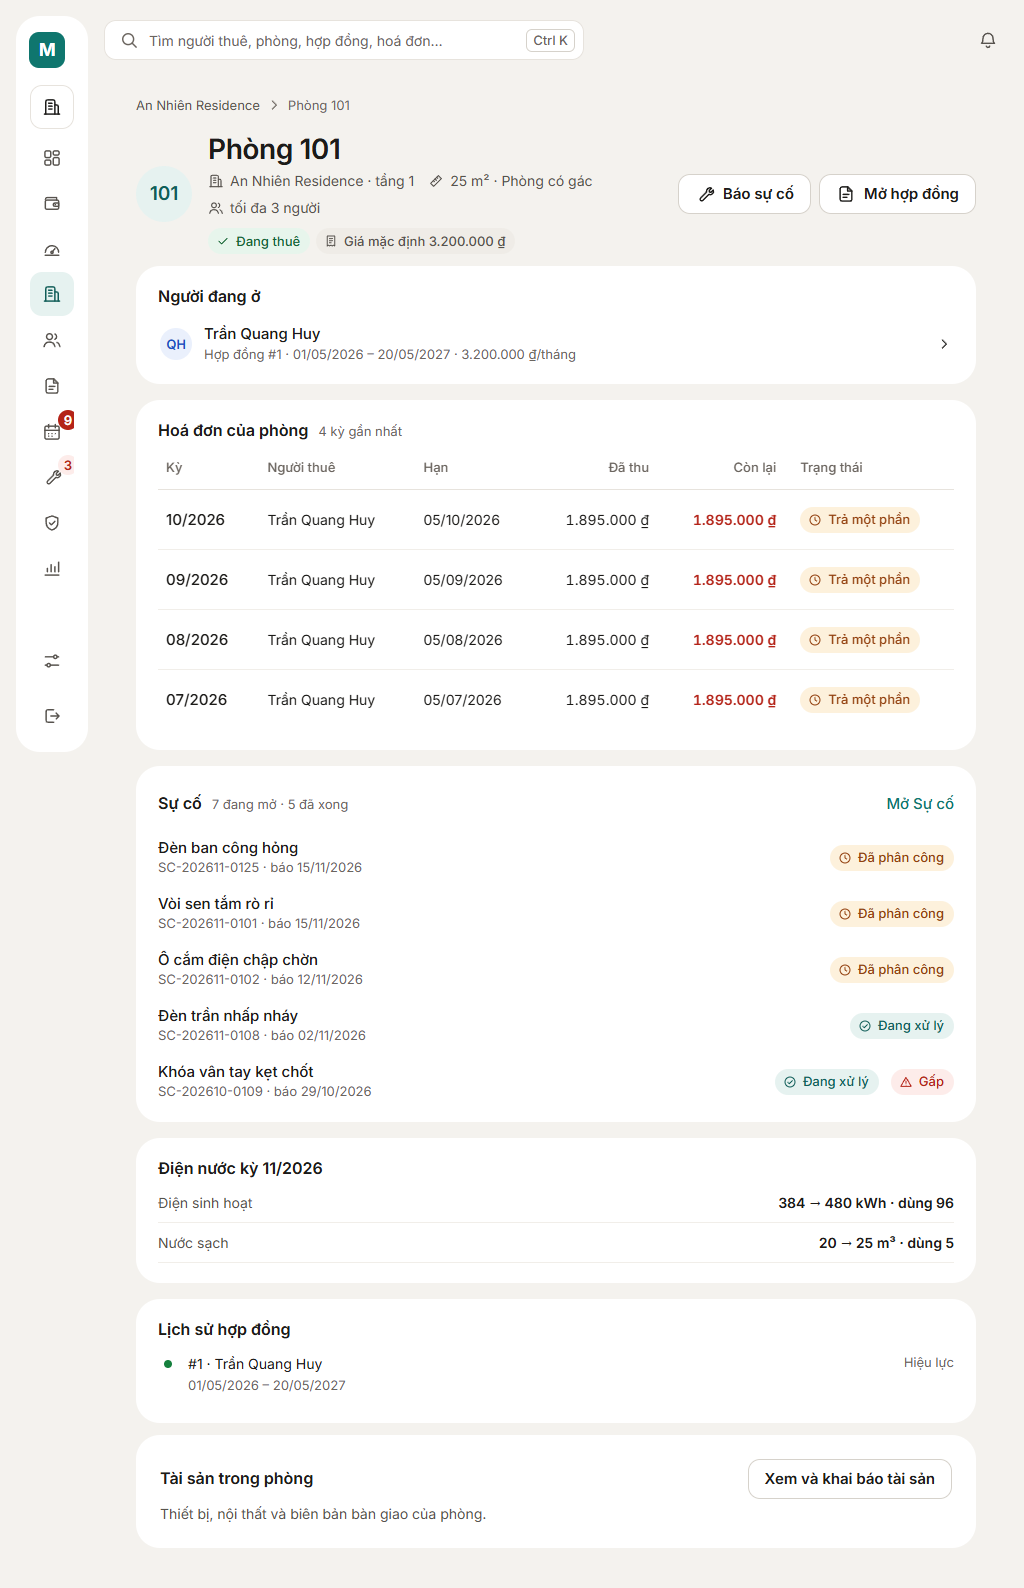 M
Tìm người thuê, phòng, hợp đồng, hoá đơn...
Ctrl K
An Nhiên Residence
Phòng 101
101
Phòng 101
An Nhiên Residence · tầng 1
25 m² · Phòng có gác
tối đa 3 người
Đang thuê
Giá mặc định 3.200.000 ₫
Báo sự cố
Mở hợp đồng
9
3
Người đang ở
QH
Trần Quang Huy
Hợp đồng #1 · 01/05/2026 – 20/05/2027 · 3.200.000 ₫/tháng
Hoá đơn của phòng 4 kỳ gần nhất
Kỳ Người thuê Hạn Đã thu Còn lại Trạng thái
10/2026 Trần Quang Huy 05/10/2026 1.895.000 ₫ 1.895.000 ₫ Trả một phần
09/2026 Trần Quang Huy 05/09/2026 1.895.000 ₫ 1.895.000 ₫ Trả một phần
08/2026 Trần Quang Huy 05/08/2026 1.895.000 ₫ 1.895.000 ₫ Trả một phần
07/2026 Trần Quang Huy 05/07/2026 1.895.000 ₫ 1.895.000 ₫ Trả một phần
Sự cố 7 đang mở · 5 đã xong
Mở Sự cố
Đèn ban công hỏng
SC-202611-0125 · báo 15/11/2026
Đã phân công
Vòi sen tắm rò rỉ
SC-202611-0101 · báo 15/11/2026
Đã phân công
Ổ cắm điện chập chờn
SC-202611-0102 · báo 12/11/2026
Đã phân công
Đèn trần nhấp nháy
SC-202611-0108 · báo 02/11/2026
Đang xử lý
Khóa vân tay kẹt chốt
SC-202610-0109 · báo 29/10/2026
Đang xử lý
Gấp
Điện nước kỳ 11/2026
Điện sinh hoạt 384 → 480 kWh · dùng 96
Nước sạch 20 → 25 m³ · dùng 5
Lịch sử hợp đồng
#1 · Trần Quang Huy
01/05/2026 – 20/05/2027
Hiệu lực
Tài sản trong phòng
Xem và khai báo tài sản
Thiết bị, nội thất và biên bản bàn giao của phòng.